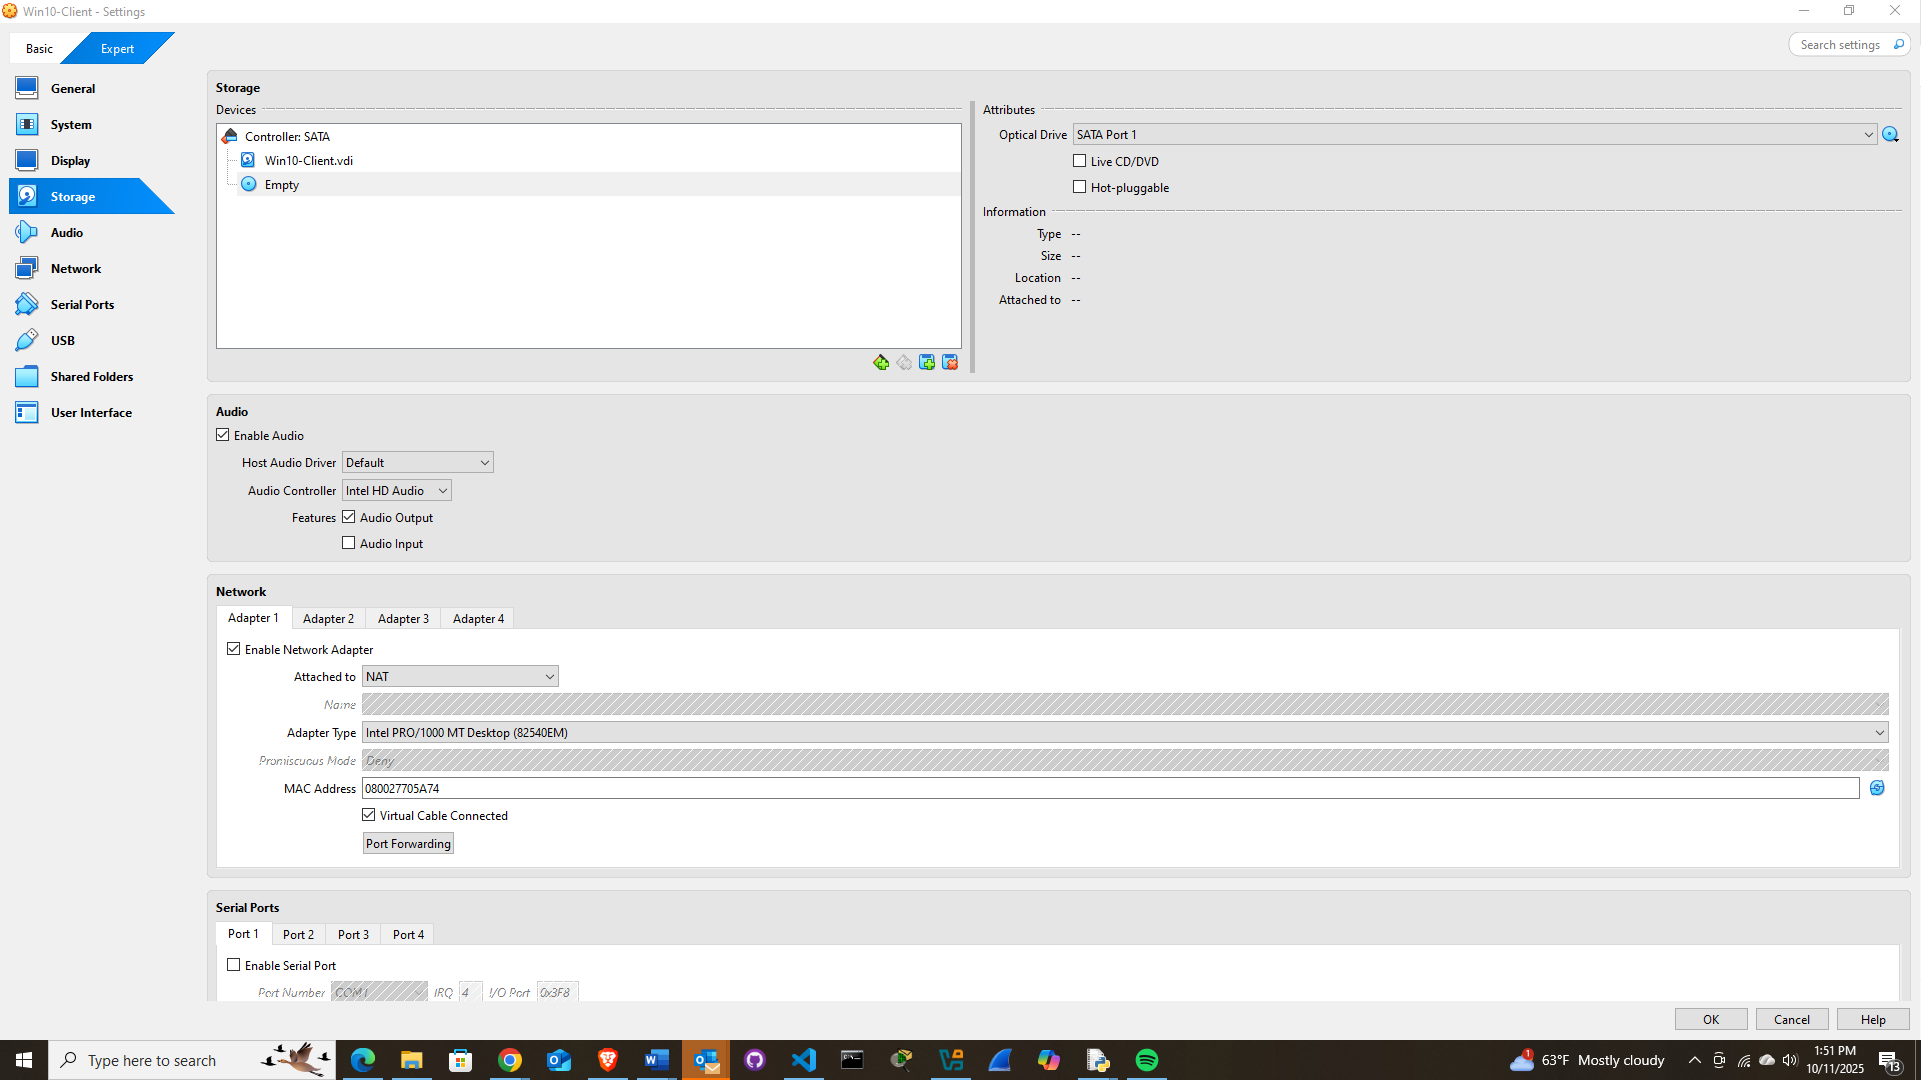 Win10-Client - Settings
Basic
Expert
Search settings
General
System
Display
Storage
Audio
Network
Serial Ports
USB
Shared Folders
User Interface
Storage
Devices
Controller: SATA
Win10-Client.vdi
Empty
Attributes
Optical Drive SATA Port 1
Live CD/DVD
Hot-pluggable
Information
Type --
Size --
Location --
Attached to --
Audio
Enable Audio
Host Audio Driver Default
Audio Controller Intel HD Audio
Features Audio Output
Audio Input
Network
Adapter 1 Adapter 2 Adapter 3 Adapter 4
Enable Network Adapter
Attached to NAT
Name
Adapter Type Intel PRO/1000 MT Desktop (82540EM)
Promiscuous Mode Deny
MAC Address 080027705A74
Virtual Cable Connected
Port Forwarding
Serial Ports
Port 1 Port 2 Port 3 Port 4
Enable Serial Port
Port Number COM1 IRQ 4 I/O Port 0x3F8
OK Cancel Help
Type here to search
1
63°F Mostly cloudy
1:51 PM
10/11/2025
13